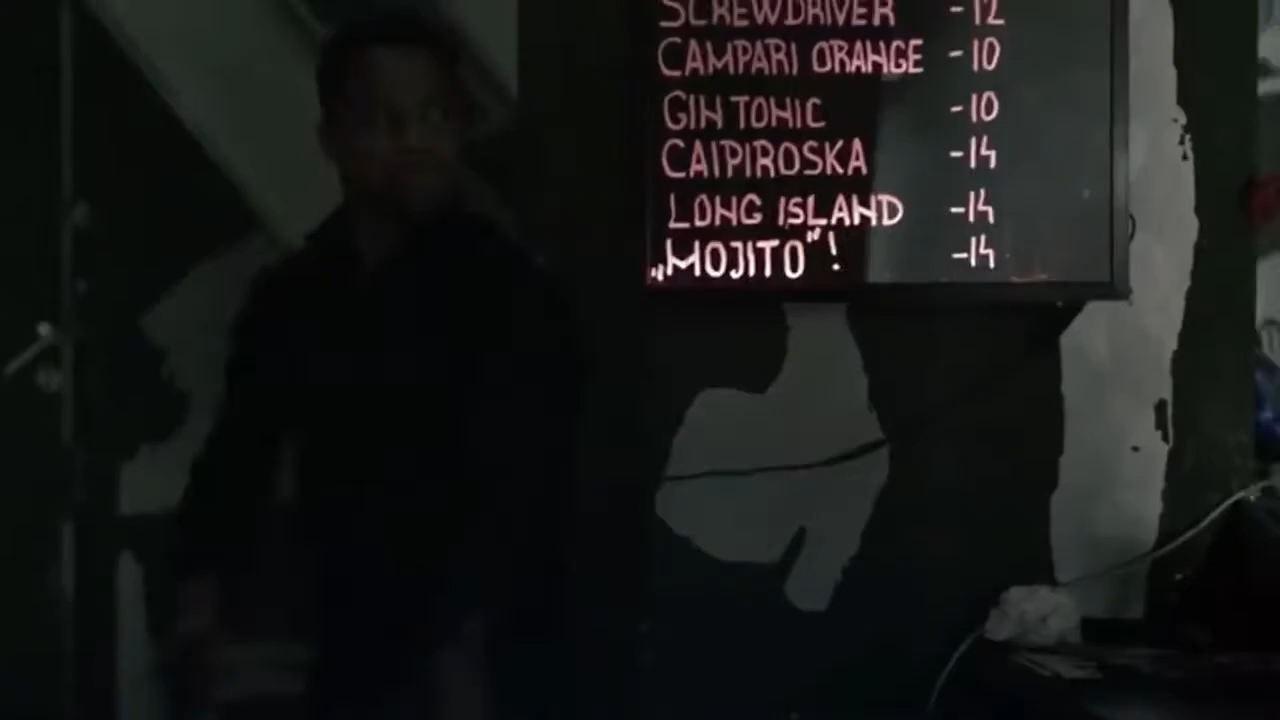 SCREWDRIVER -12
CAMPARI ORANGE -10
GIN TONIC -10
CAIPIROSKA -14
LONG ISLAND -14
„MOJITO”! -14